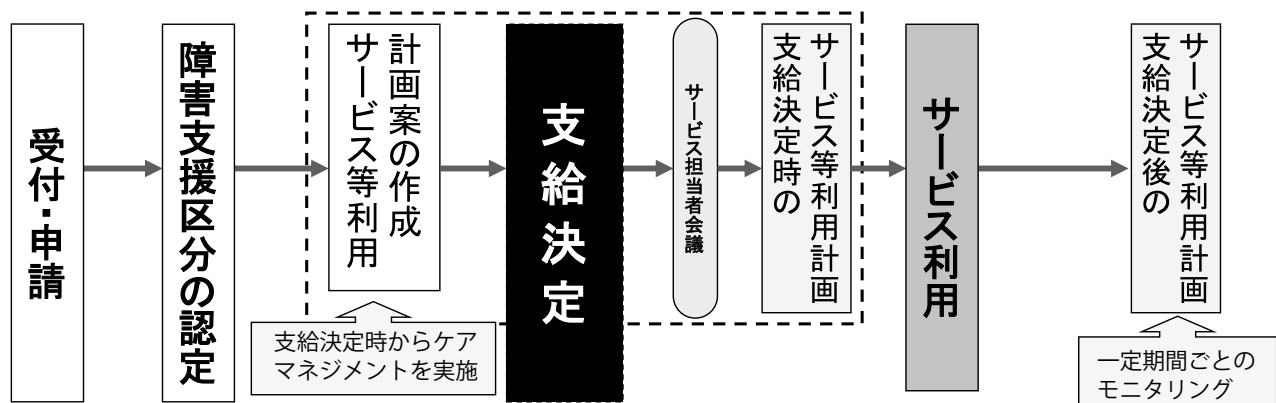 受付・申請
障害支援区分の認定
サービス等利用
計画案の作成
支給決定時からケア
マネジメントを実施
支給決定
サービス担当者会議
支給決定時の
サービス等利用計画
サービス利用
支給決定後の
サービス等利用計画
一定期間ごとの
モニタリング